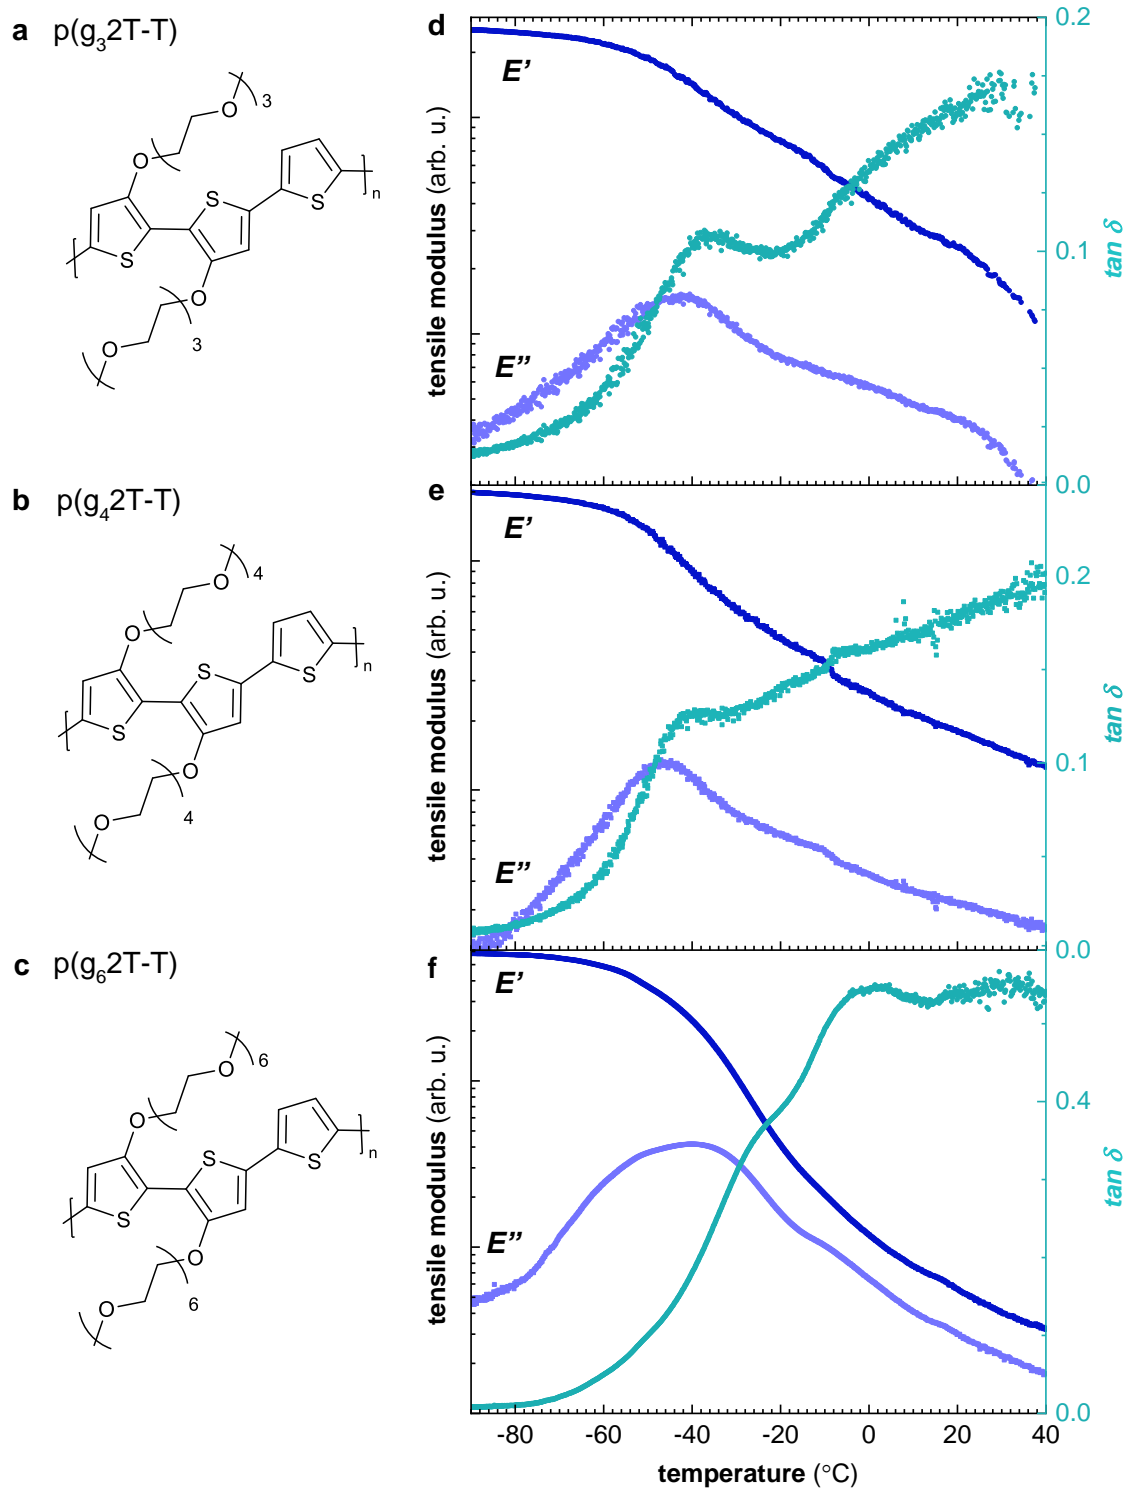 a p(g32T-T)
O
3
O
S
S
S
n
O
O
3
b p(g42T-T)
O
4
O
S
S
S
n
O
O
4
c p(g62T-T)
O
6
O
S
S
S
n
O
O
6
d
E’
E”
tensile modulus (arb. u.)
0.2
0.1
0.0
tan δ
e
E’
E”
tensile modulus (arb. u.)
0.2
0.1
0.0
tan δ
f
E’
E”
tensile modulus (arb. u.)
0.4
0.0
tan δ
-80 -60 -40 -20 0 20 40
temperature (°C)